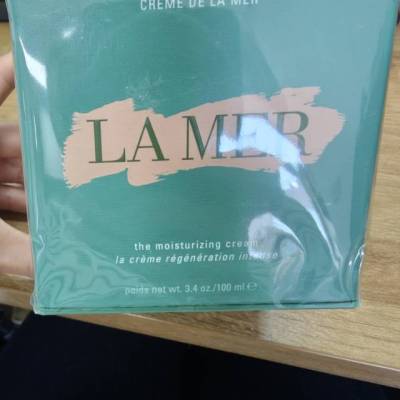 CRÈME DE LA MER
LA MER
the moisturizing cream
la crème régénération intense
poids net wt. 3.4 oz./100 ml ℮